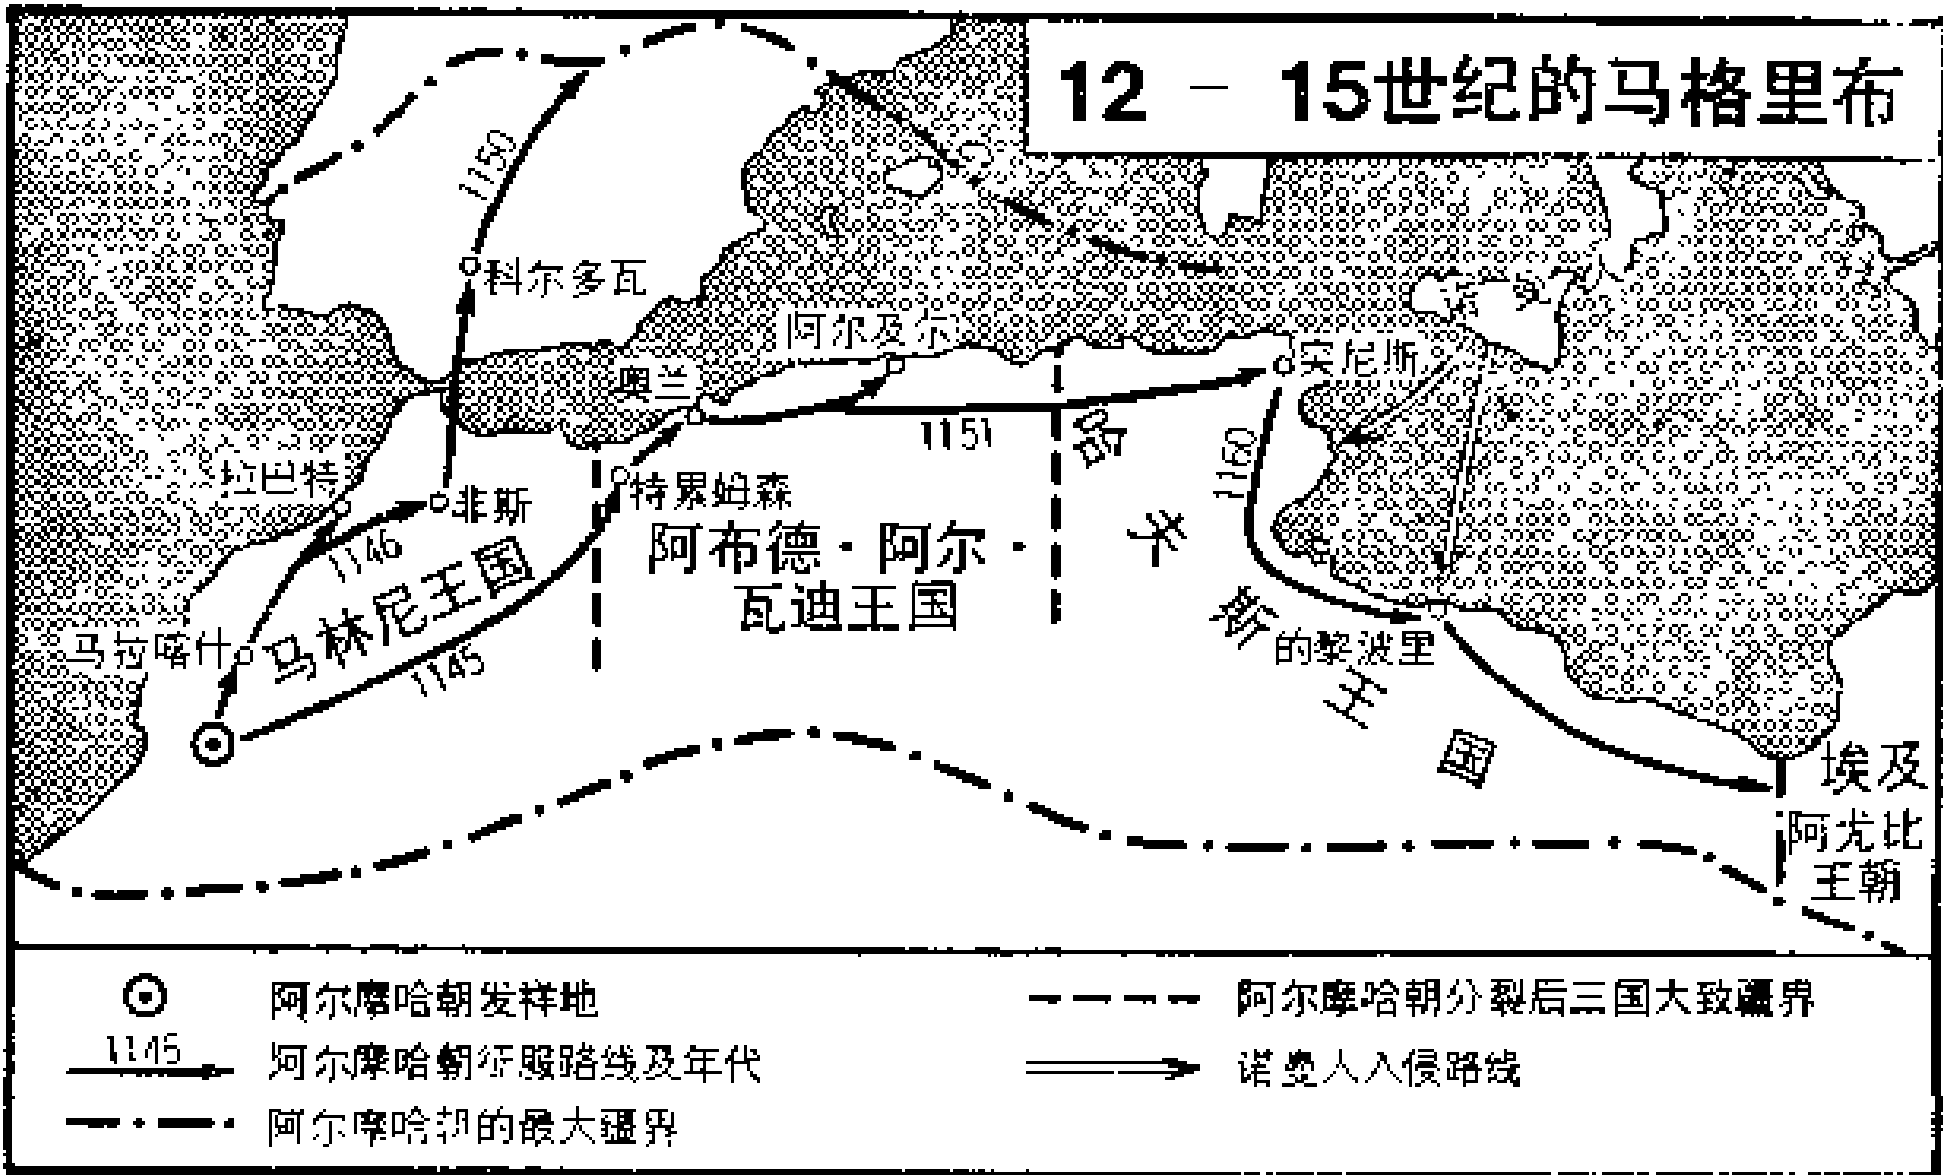 12 － 15世纪的马格里布
1150
科尔多瓦
阿尔及尔
奥兰
突尼斯
1151
哈夫斯王国
1160
拉巴特
非斯
特累姆森
1146
阿布德·阿尔·
瓦迪王国
马林尼王国
马拉喀什
的黎波里
1145
埃及
阿尤比
王朝
阿尔摩哈朝发祥地
阿尔摩哈朝分裂后三国大致疆界
1145
阿尔摩哈朝征服路线及年代
诺曼人入侵路线
阿尔摩哈朝的最大疆界